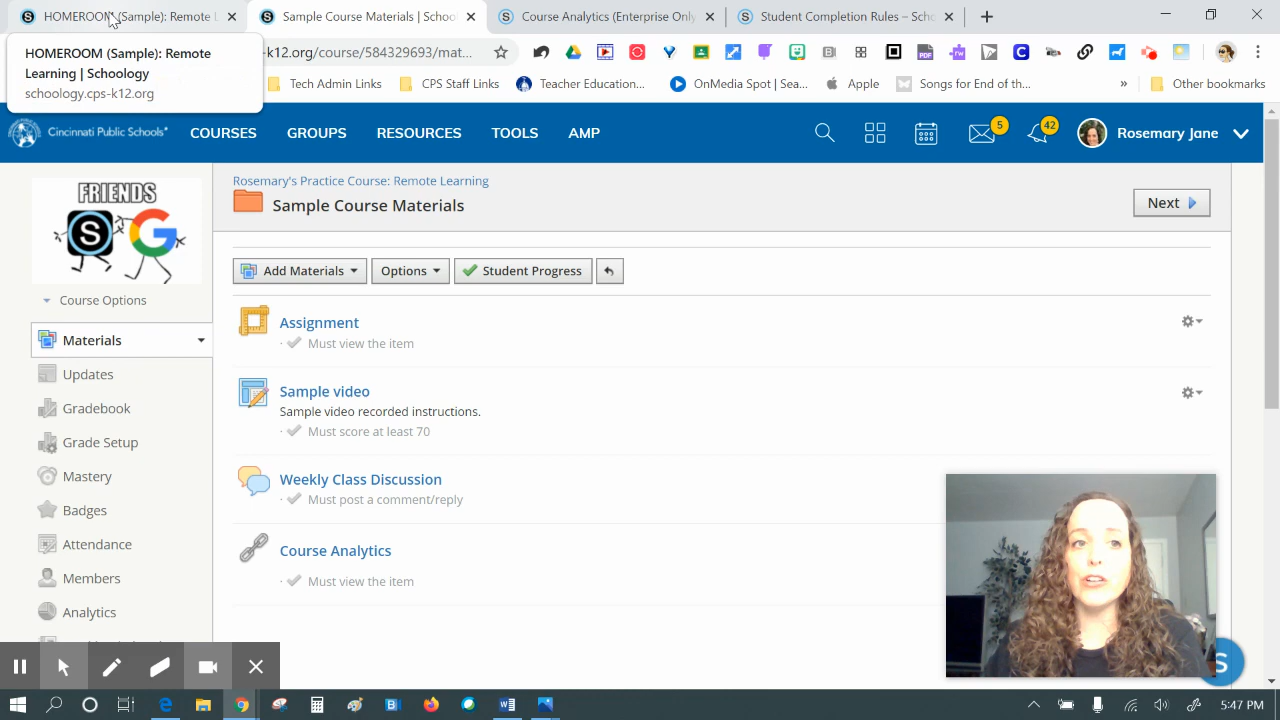 HOMEROOM (Sample): Remote L
Sample Course Materials | Schoo
Course Analytics (Enterprise Only
Student Completion Rules – Scho
HOMEROOM (Sample): Remote
Learning | Schoology
schoology.cps-k12.org
-k12.org/course/584329693/mat...
Tech Admin Links
CPS Staff Links
Teacher Education...
OnMedia Spot | Sea...
Apple
Songs for End of th...
»
Other bookmarks
Cincinnati Public Schools
COURSES
GROUPS
RESOURCES
TOOLS
AMP
5
42
Rosemary Jane
FRIENDS
S
G
Course Options
Materials
Updates
Gradebook
Grade Setup
Mastery
Badges
Attendance
Members
Analytics
Rosemary's Practice Course: Remote Learning
Sample Course Materials
Next
Add Materials
Options
Student Progress
Assignment
· Must view the item
Sample video
Sample video recorded instructions.
· Must score at least 70
Weekly Class Discussion
· Must post a comment/reply
Course Analytics
· Must view the item
S
5:47 PM